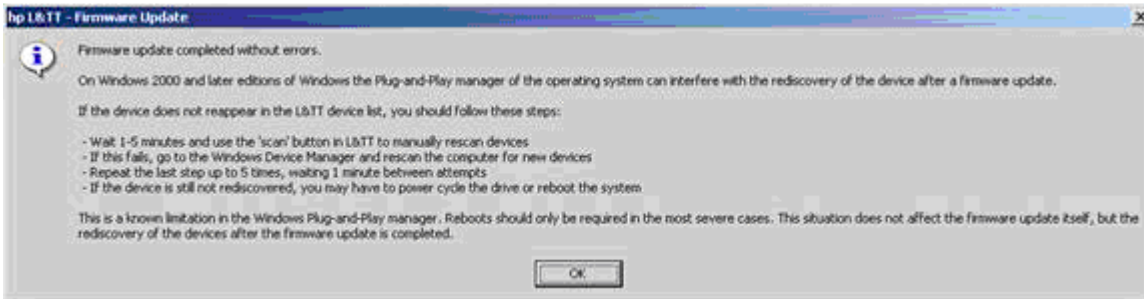 hp L&TT - Firmware Update
Firmware update completed without errors.
On Windows 2000 and later editions of Windows the Plug-and-Play manager of the operating system can interfere with the rediscovery of the device after a firmware update.
If the device does not reappear in the L&TT device list, you should follow these steps:
- Wait 1-5 minutes and use the 'scan' button in L&TT to manually rescan devices
- If this fails, go to the Windows Device Manager and rescan the computer for new devices
- Repeat the last step up to 5 times, waiting 1 minute between attempts
- If the device is still not rediscovered, you may have to power cycle the drive or reboot the system
This is a known limitation in the Windows Plug-and-Play manager. Reboots should only be required in the most severe cases. This situation does not affect the firmware update itself, but the
rediscovery of the devices after the firmware update is completed.
OK